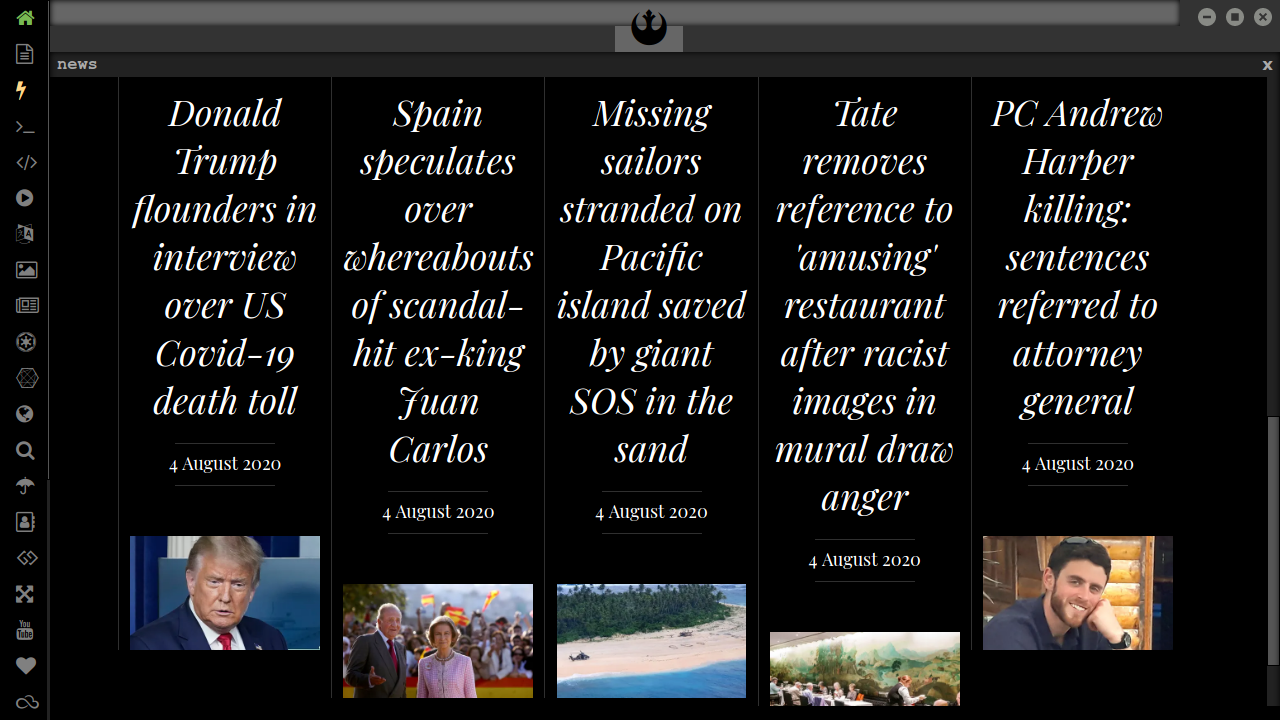 news
x
Donald
Trump
flounders in
interview
over US
Covid-19
death toll
4 August 2020
Spain
speculates
over
whereabouts
of scandal-
hit ex-king
Juan
Carlos
4 August 2020
Missing
sailors
stranded on
Pacific
island saved
by giant
SOS in the
sand
4 August 2020
Tate
removes
reference to
'amusing'
restaurant
after racist
images in
mural draw
anger
4 August 2020
PC Andrew
Harper
killing:
sentences
referred to
attorney
general
4 August 2020
You
Tube